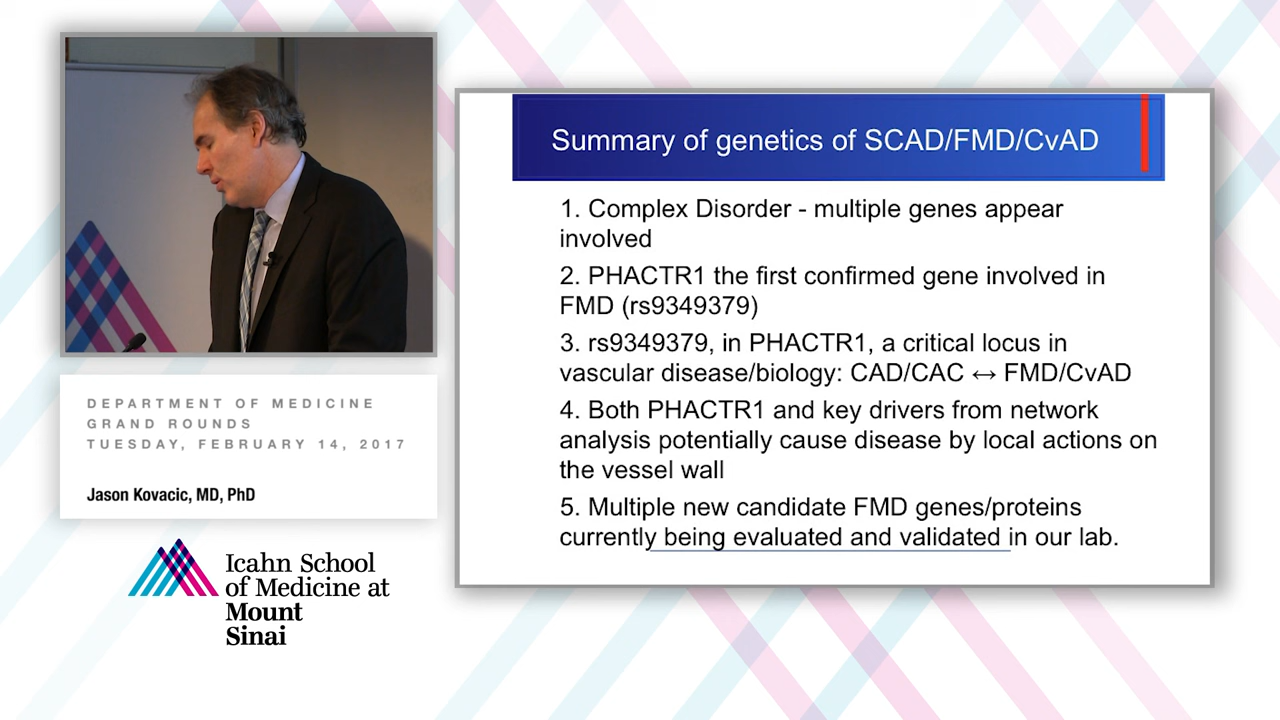 Summary of genetics of SCAD/FMD/CvAD
1. Complex Disorder - multiple genes appear
involved
2. PHACTR1 the first confirmed gene involved in
FMD (rs9349379)
3. rs9349379, in PHACTR1, a critical locus in
vascular disease/biology: CAD/CAC ↔ FMD/CvAD
4. Both PHACTR1 and key drivers from network
analysis potentially cause disease by local actions on
the vessel wall
5. Multiple new candidate FMD genes/proteins
currently being evaluated and validated in our lab.
DEPARTMENT OF MEDICINE
GRAND ROUNDS
TUESDAY, FEBRUARY 14, 2017
Jason Kovacic, MD, PhD
Icahn School
of Medicine at
Mount
Sinai